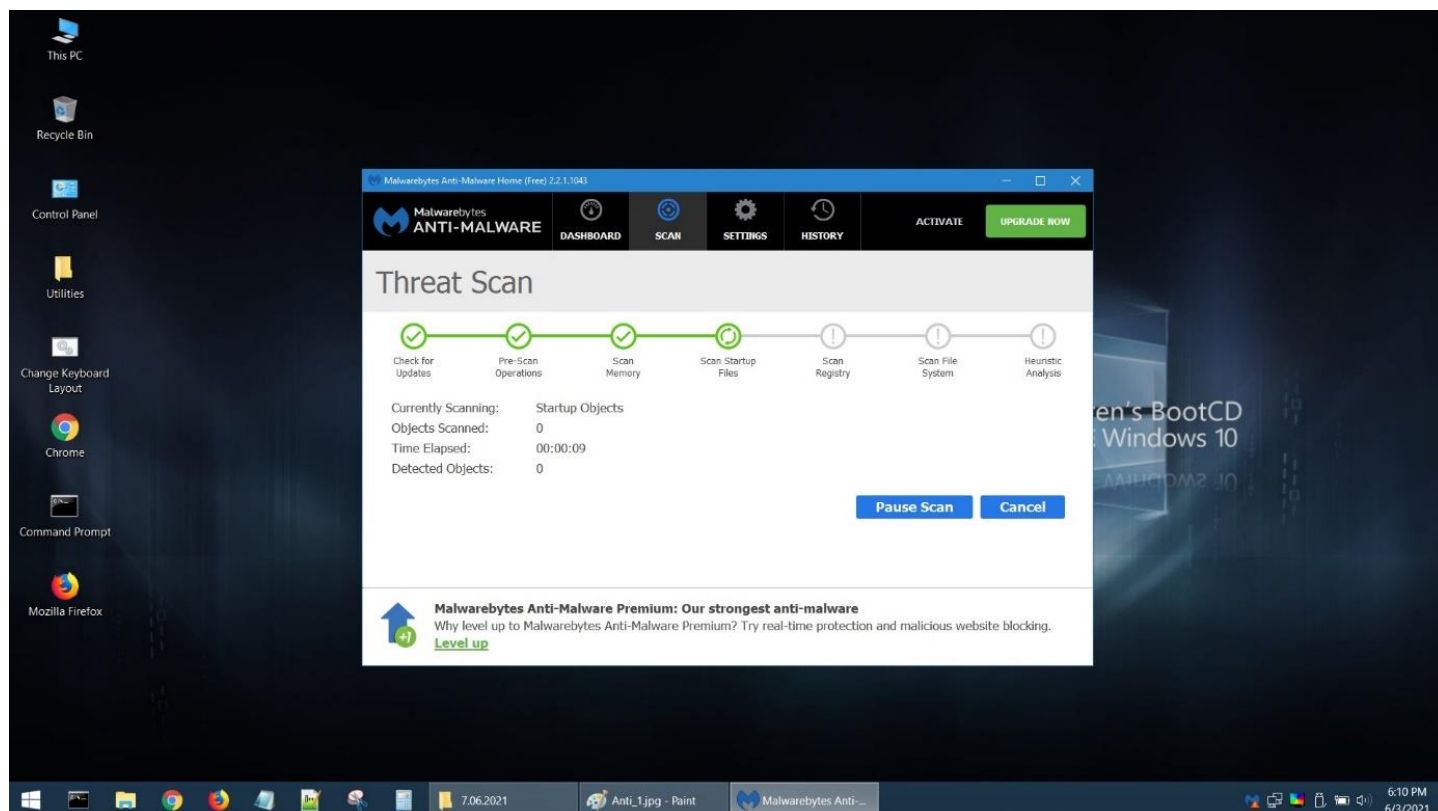 This PC
Recycle Bin
Control Panel
Utilities
Change Keyboard
Layout
Chrome
Command Prompt
Mozilla Firefox
Malwarebytes Anti-Malware Home (Free) 2.2.1.1043
Malwarebytes
ANTI-MALWARE
DASHBOARD
SCAN
SETTINGS
HISTORY
ACTIVATE
UPGRADE NOW
Threat Scan
Check for
Updates
Pre-Scan
Operations
Scan
Memory
Scan Startup
Files
Scan
Registry
Scan File
System
Heuristic
Analysis
Currently Scanning: Startup Objects
Objects Scanned: 0
Time Elapsed: 00:00:09
Detected Objects: 0
Pause Scan
Cancel
Malwarebytes Anti-Malware Premium: Our strongest anti-malware
Why level up to Malwarebytes Anti-Malware Premium? Try real-time protection and malicious website blocking.
Level up
+1
en's BootCD
Windows 10
7.06.2021
Anti_1.jpg - Paint
Malwarebytes Anti-...
6:10 PM
6/3/2021